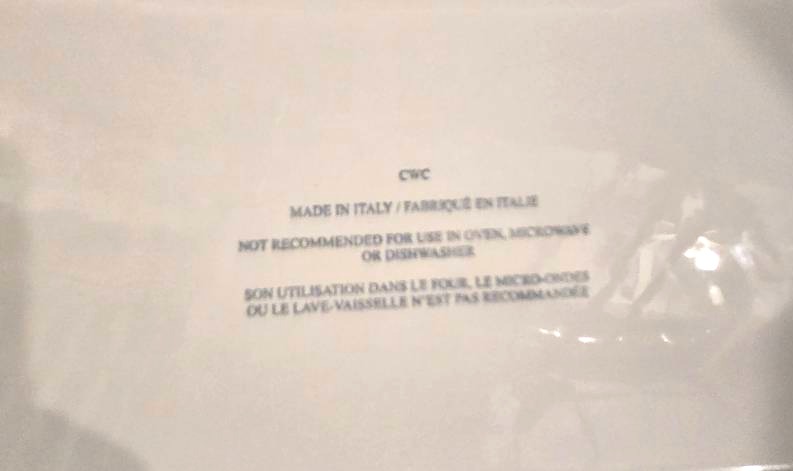 CWC
MADE IN ITALY / FABRIQUÉ EN ITALIE
NOT RECOMMENDED FOR USE IN OVEN, MICROWAVE
OR DISHWASHER
SON UTILISATION DANS LE FOUR, LE MICRO-ONDES
OU LE LAVE-VAISSELLE N'EST PAS RECOMMANDÉE